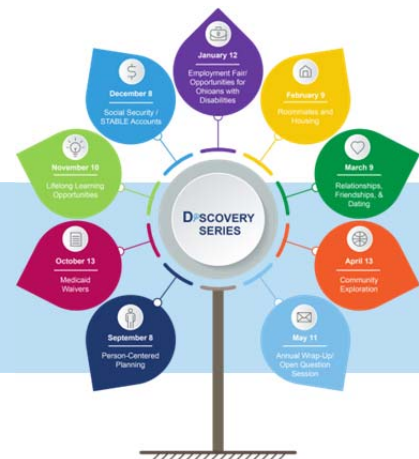 January 12
Employment Fair/
Opportunities for
Ohioans with
Disabilities
December 8
Social Security /
STABLE Accounts
February 9
Roommates and
Housing
November 10
Lifelong Learning
Opportunities
March 9
Relationships,
Friendships, &
Dating
DISCOVERY
SERIES
October 13
Medicaid
Waivers
April 13
Community
Exploration
September 8
Person-Centered
Planning
May 11
Annual Wrap-Up/
Open Question
Session